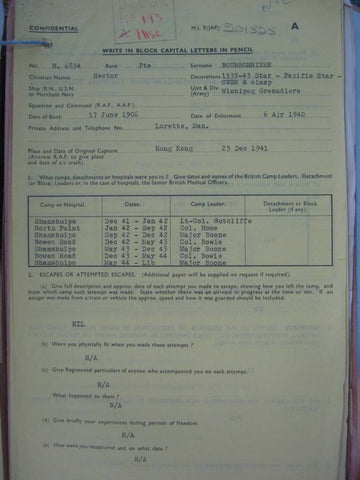 CONFIDENTIAL
M.I. 9/JAP/ 201525 A
WRITE IN BLOCK CAPITAL LETTERS IN PENCIL
No. H. 6854 Rank Pte Surname BOURBONNIERE
Christian Names Hector Decorations 1939-45 Star - Pacific Star -
CVSM & clasp
Ship (R.N., U.S.N. or Merchant Navy) Unit & Div. (Army) Winnipeg Grenadiers
Squadron and Command (R.A.F., A.A.F.)
Date of Birth 17 June 1906 Date of Enlistment 6 Apr 1940
Private Address and Telephone No. Lorette, Man.
Place and Date of Original Capture Hong Kong 25 Dec 1941
(Aircrew R.A.F. to give place
and date of a/c crash).
1. What camps, detachments or hospitals were you in? Give dates and names of the British Camp Leaders, Detachment
(or Block) Leaders or, in the case of hospitals, the senior British Medical Officers.
Camp or Hospital. Dates. Camp Leader. Detachment or Block Leader (if any).
Shamshuipo Dec 41 - Jan 42 Lt-Col. Sutcliffe
North Point Jan 42 - Sep 42 Col. Home
Shamshuipo Sep 42 - Dec 42 Major Boone
Bowen Road Dec 42 - May 43 Col. Bowie
Shamshuipo May 43 - Dec 43 Major Boone
Bowen Road Dec 43 - May 44 Col. Bowie
Shamshuipo May 44 - Lib Major Boone
2. ESCAPES OR ATTEMPTED ESCAPES. (Additional paper will be supplied on request if required).
(a) Give full description and approx. date of each attempt you made to escape, showing how you left the camp, and
from which camp each attempt was made. State whether there was an air-raid in progress at the time or not. If an
escape was made from a train or vehicle the approx. speed and how it was guarded should be included.
NIL
(b) Were you physically fit when you made these attempts?
N/A
(c) Give Regimental particulars of anyone who accompanied you on each attempt.
What happened to them?
N/A
(d) Give briefly your experiences during periods of freedom.
N/A
(e) How were you recaptured and on what date?
N/A